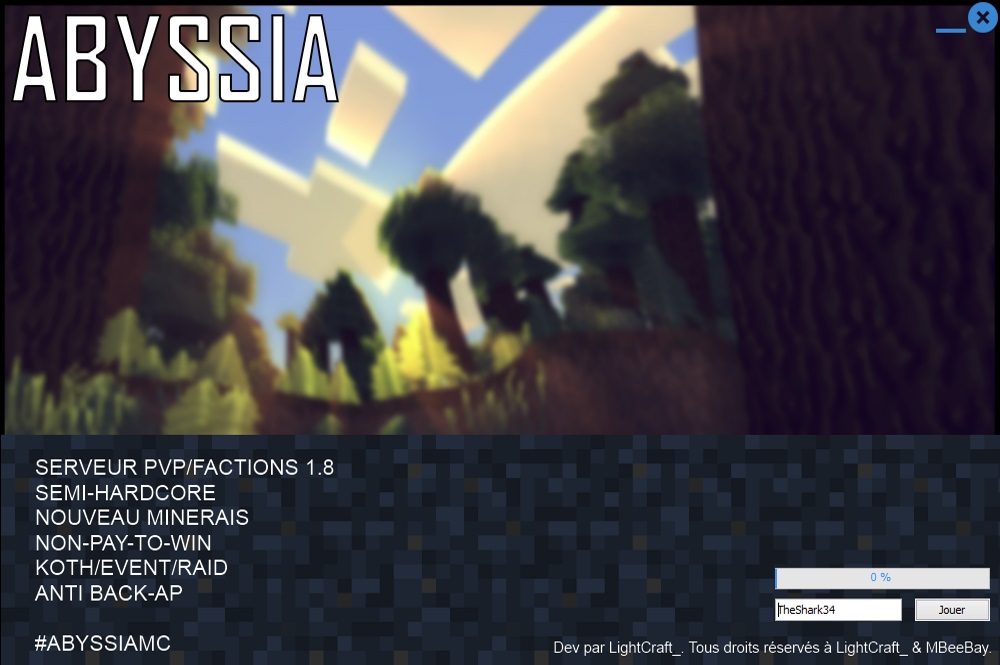 ABYSSIA
SERVEUR PVP/FACTIONS 1.8
SEMI-HARDCORE
NOUVEAU MINERAIS
NON-PAY-TO-WIN
KOTH/EVENT/RAID
ANTI BACK-AP
#ABYSSIAMC
0 %
TheShark34
Jouer
Dev par LightCraft_. Tous droits réservés à LightCraft_ & MBeeBay.